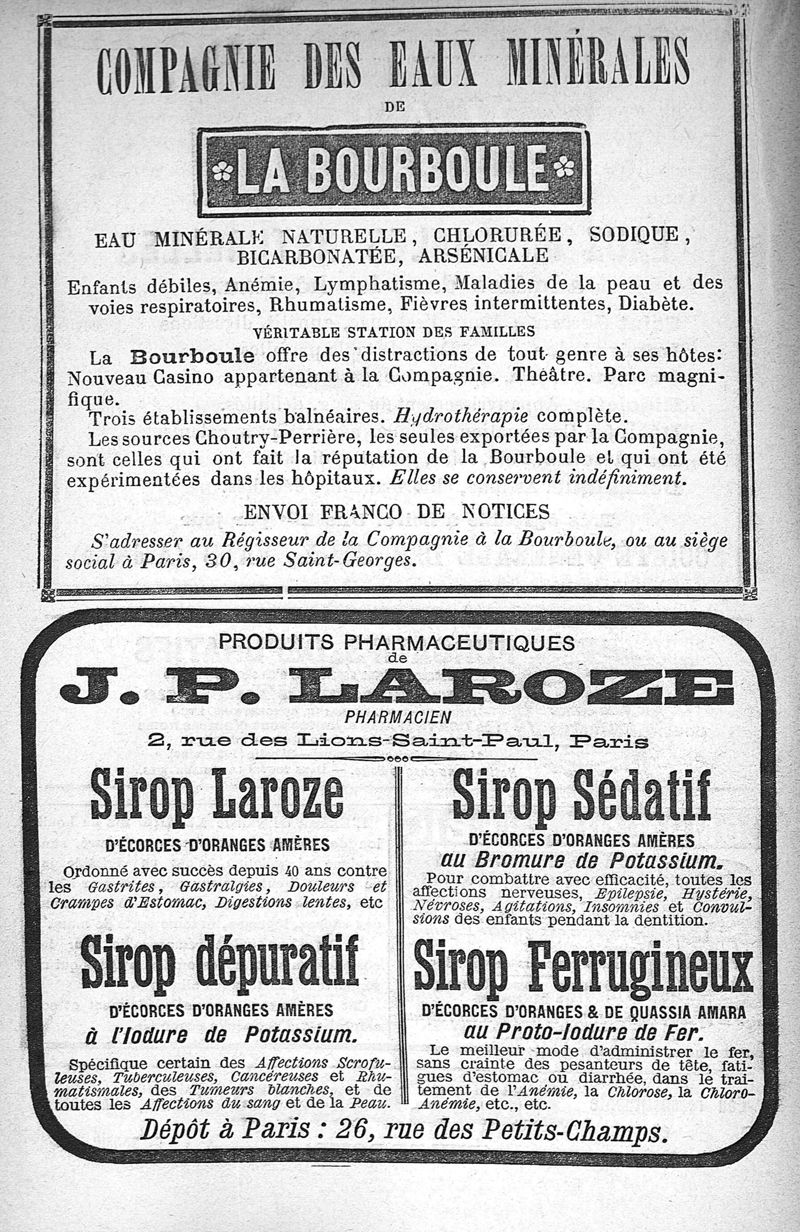 COMPAGNIE DES EAUX MINÉRALES
DE
LA BOURBOULE
EAU MINÉRALE NATURELLE, CHLORURÉE, SODIQUE,
BICARBONATÉE, ARSÉNICALE
Enfants débiles, Anémie, Lymphatisme, Maladies de la peau et des
voies respiratoires, Rhumatisme, Fièvres intermittentes, Diabète.
VÉRITABLE STATION DES FAMILLES
La Bourboule offre des distractions de tout genre à ses hôtes:
Nouveau Casino appartenant à la Compagnie. Théâtre. Parc magni-
fique.
Trois établissements balnéaires. Hydrothérapie complète.
Les sources Choutry-Perrière, les seules exportées par la Compagnie,
sont celles qui ont fait la réputation de la Bourboule et qui ont été
expérimentées dans les hôpitaux. Elles se conservent indéfiniment.
ENVOI FRANCO DE NOTICES
S'adresser au Régisseur de la Compagnie à la Bourboule, ou au siège
social à Paris, 30, rue Saint-Georges.
PRODUITS PHARMACEUTIQUES
de
J. P. LAROZE
PHARMACIEN
2, rue des Lions-Saint-Paul, Paris
Sirop Laroze
D'ÉCORCES D'ORANGES AMÈRES
Ordonné avec succès depuis 40 ans contre
les Gastrites, Gastralgies, Douleurs et
Crampes d'Estomac, Digestions lentes, etc
Sirop dépuratif
D'ÉCORCES D'ORANGES AMÈRES
à l'Iodure de Potassium.
Spécifique certain des Affections Scrofu-
leuses, Tuberculeuses, Cancéreuses et Rhu-
matismales, des Tumeurs blanches, et de
toutes les Affections du sang et de la Peau.
Sirop Sédatif
D'ÉCORCES D'ORANGES AMÈRES
au Bromure de Potassium.
Pour combattre avec efficacité, toutes les
affections nerveuses, Epilepsie, Hystérie,
Névroses, Agitations, Insomnies et Convul-
sions des enfants pendant la dentition.
Sirop Ferrugineux
D'ÉCORCES D'ORANGES & DE QUASSIA AMARA
au Proto-Iodure de Fer.
Le meilleur mode d'administrer le fer,
sans crainte des pesanteurs de tête, fati-
gues d'estomac ou diarrhée, dans le trai-
tement de l'Anémie, la Chlorose, la Chloro-
Anémie, etc., etc.
Dépôt à Paris : 26, rue des Petits-Champs.